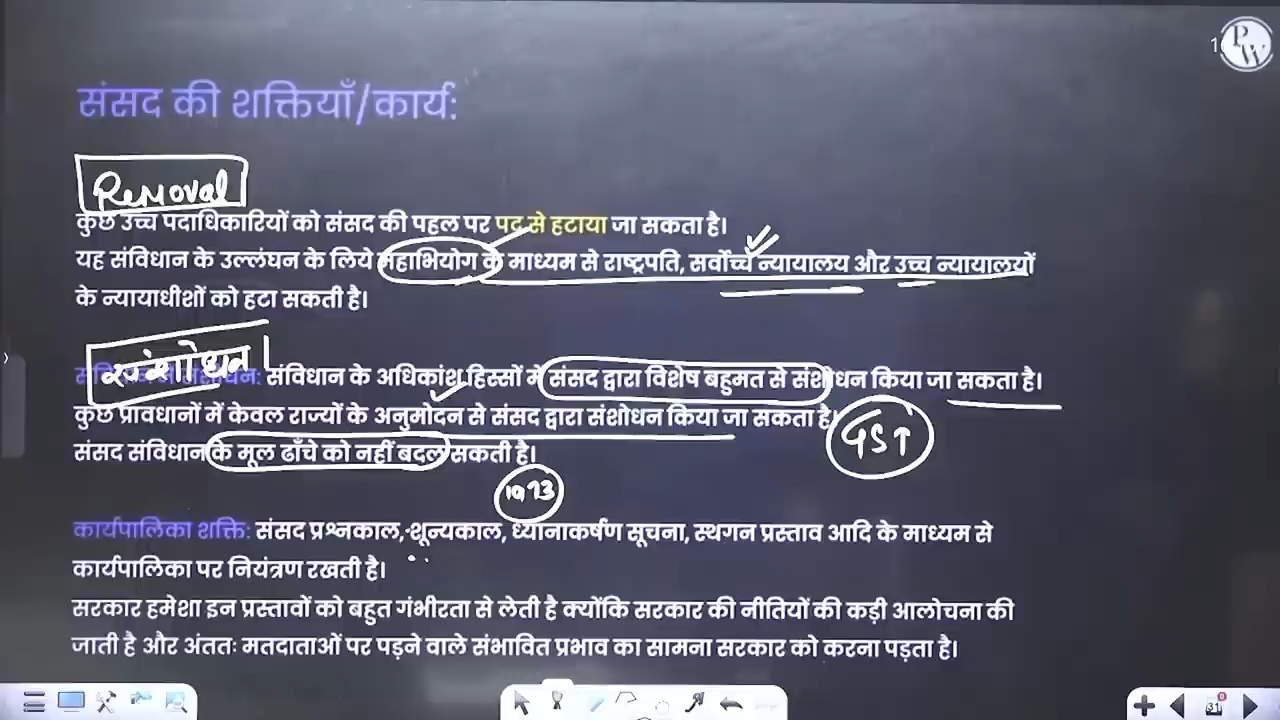 PW
संसद की शक्तियाँ/कार्य:
Removal
कुछ उच्च पदाधिकारियों को संसद की पहल पर पद से हटाया जा सकता है।
यह संविधान के उल्लंघन के लिये महाभियोग के माध्यम से राष्ट्रपति, सर्वोच्च न्यायालय और उच्च न्यायालयों
के न्यायाधीशों को हटा सकती है।
संशोधन
संशोधन: संविधान के अधिकांश हिस्सों में संसद द्वारा विशेष बहुमत से संशोधन किया जा सकता है।
कुछ प्रावधानों में केवल राज्यों के अनुमोदन से संसद द्वारा संशोधन किया जा सकता है।
GST
संसद संविधान के मूल ढाँचे को नहीं बदल सकती है।
1973
कार्यपालिका शक्ति: संसद प्रश्नकाल, शून्यकाल, ध्यानाकर्षण सूचना, स्थगन प्रस्ताव आदि के माध्यम से
कार्यपालिका पर नियंत्रण रखती है।
सरकार हमेशा इन प्रस्तावों को बहुत गंभीरता से लेती है क्योंकि सरकार की नीतियों की कड़ी आलोचना की
जाती है और अंततः मतदाताओं पर पड़ने वाले संभावित प्रभाव का सामना सरकार को करना पड़ता है।
31